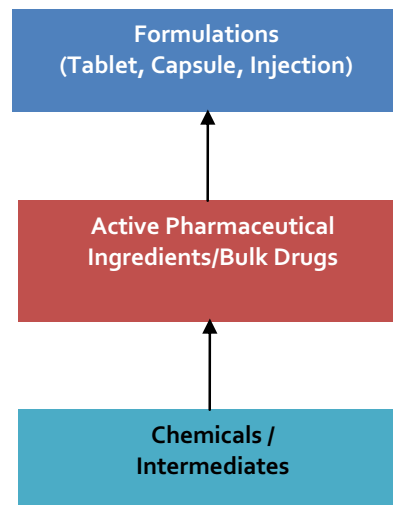 Formulations
(Tablet, Capsule, Injection)
Active Pharmaceutical
Ingredients/Bulk Drugs
Chemicals /
Intermediates